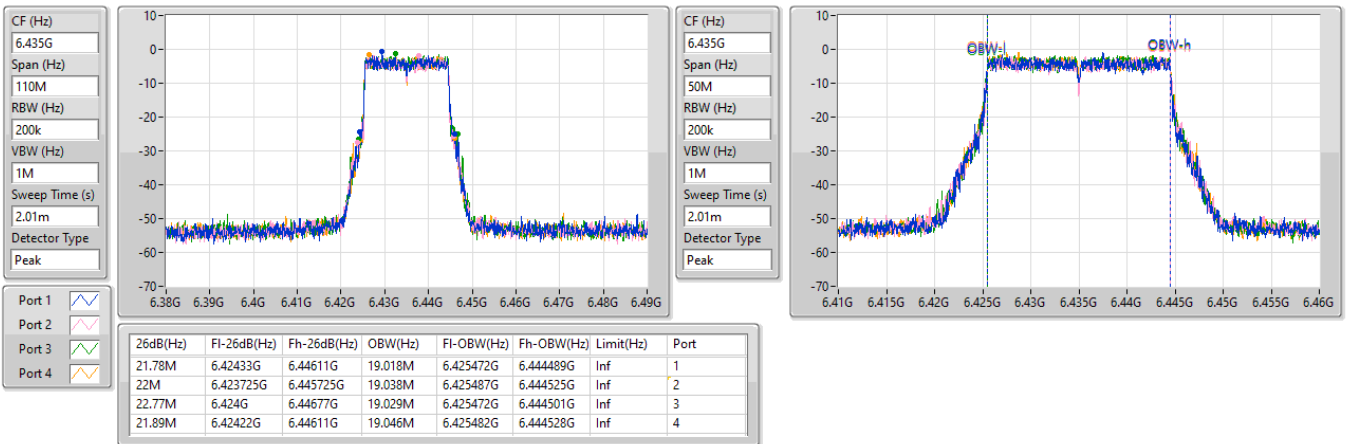 CF (Hz)
6.435G
Span (Hz)
110M
RBW (Hz)
200k
VBW (Hz)
1M
Sweep Time (s)
2.01m
Detector Type
Peak
10-
0-
-10-
-20-
-30-
-40-
-50-
-60-
-70-
6.38G 6.39G 6.4G 6.41G 6.42G 6.43G 6.44G 6.45G 6.46G 6.47G 6.48G 6.49G
CF (Hz)
6.435G
Span (Hz)
50M
RBW (Hz)
200k
VBW (Hz)
1M
Sweep Time (s)
2.01m
Detector Type
Peak
10-
0-
-10-
-20-
-30-
-40-
-50-
-60-
-70-
OBW-l OBW-h
6.41G 6.415G 6.42G 6.425G 6.43G 6.435G 6.44G 6.445G 6.45G 6.455G 6.46G
Port 1
Port 2
Port 3
Port 4
26dB(Hz) Fl-26dB(Hz) Fh-26dB(Hz) OBW(Hz) Fl-OBW(Hz) Fh-OBW(Hz) Limit(Hz) Port
21.78M 6.42433G 6.44611G 19.018M 6.425472G 6.444489G Inf 1
22M 6.423725G 6.445725G 19.038M 6.425487G 6.444525G Inf 2
22.77M 6.424G 6.44677G 19.029M 6.425472G 6.444501G Inf 3
21.89M 6.42422G 6.44611G 19.046M 6.425482G 6.444528G Inf 4